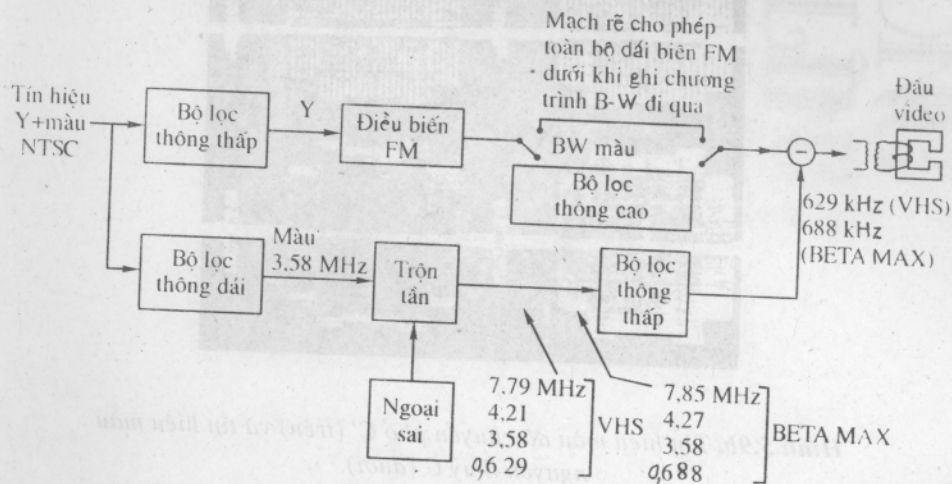 Mạch rẽ cho phép
toàn bộ dải biên FM
dưới khi ghi chương
trình B-W đi qua
Tín hiệu
Y+màu
NTSC
Bộ lọc
thông thấp
Y
Điều biến
FM
BW màu
Bộ lọc
thông cao
Đầu
video
629 kHz (VHS)
688 kHz
(BETA MAX)
Bộ lọc
thông dải
Màu
3.58 MHz
Trộn
tần
Bộ lọc
thông
thấp
Ngoại
sai
7.79 MHz
4.21
3.58
0,629
VHS
7.85 MHz
4.27
3.58
0,688
BETA MAX